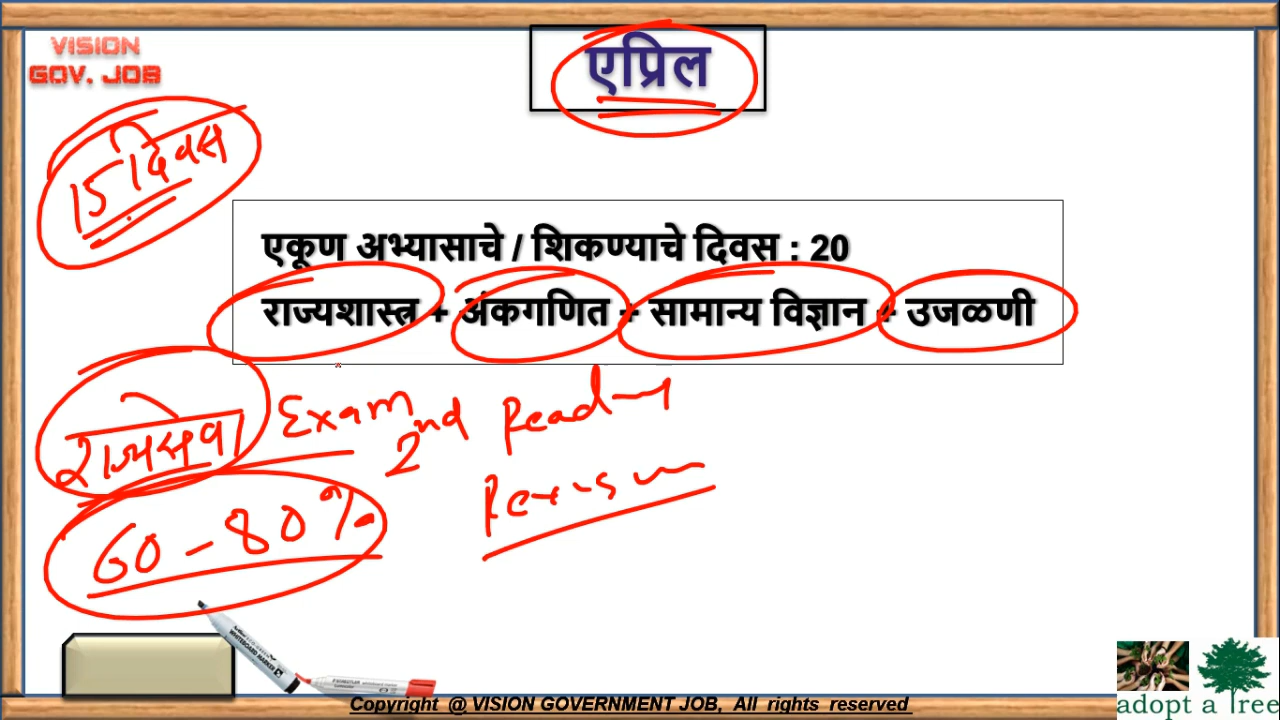 एप्रिल
VISION
GOV. JOB
15 दिवस
एकूण अभ्यासाचे / शिकण्याचे दिवस : 20
राज्यशास्त्र + अंकगणित + सामान्य विज्ञान + उजळणी
राज्यसेवा Exam
2nd Reading
60 - 80%
Copyright @ VISION GOVERNMENT JOB, All rights reserved
adopt a Tree